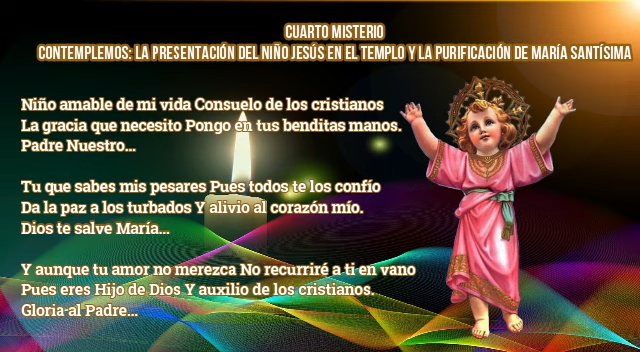 CUARTO MISTERIO
CONTEMPLEMOS: LA PRESENTACIÓN DEL NIÑO JESÚS EN EL TEMPLO Y LA PURIFICACIÓN DE MARÍA SANTÍSIMA
Niño amable de mi vida Consuelo de los cristianos
La gracia que necesito Pongo en tus benditas manos.
Padre Nuestro...
Tu que sabes mis pesares Pues todos te los confío
Da la paz a los turbados Y alivio al corazón mío.
Dios te salve María...
Y aunque tu amor no merezca No recurriré a ti en vano
Pues eres Hijo de Dios Y auxilio de los cristianos.
Gloria al Padre...